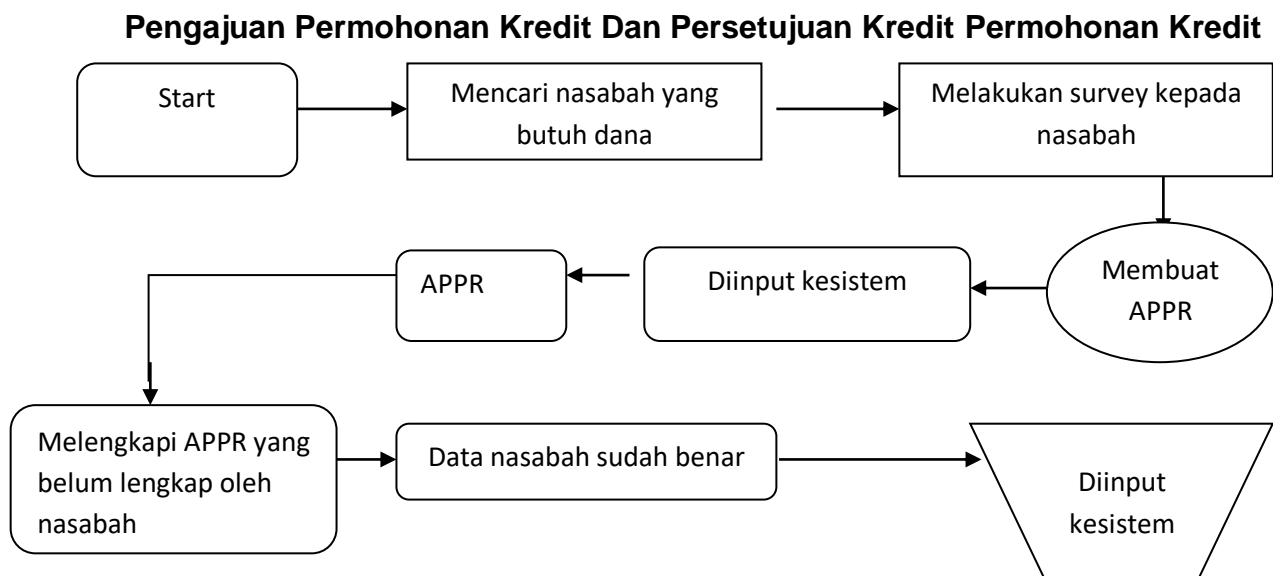 Pengajuan Permohonan Kredit Dan Persetujuan Kredit Permohonan Kredit
Start
Mencari nasabah yang
butuh dana
Melakukan survey kepada
nasabah
Membuat
APPR
Diinput kesistem
APPR
Melengkapi APPR yang
belum lengkap oleh
nasabah
Data nasabah sudah benar
Diinput
kesistem